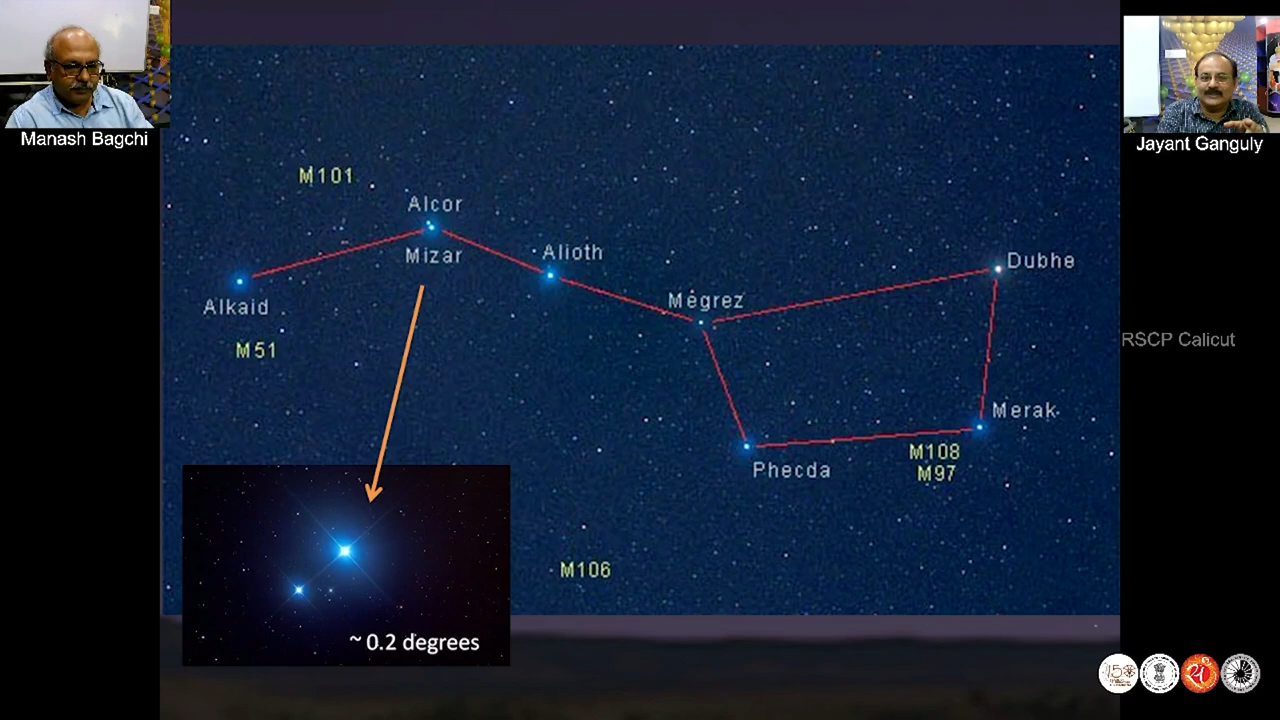 Manash Bagchi
Jayant Ganguly
M101
Alcor
Mizar
Alioth
Alkaid
M51
Megrez
Dubhe
RSCP Calicut
Merak
Phecda
M108
M97
M106
~ 0.2 degrees
150